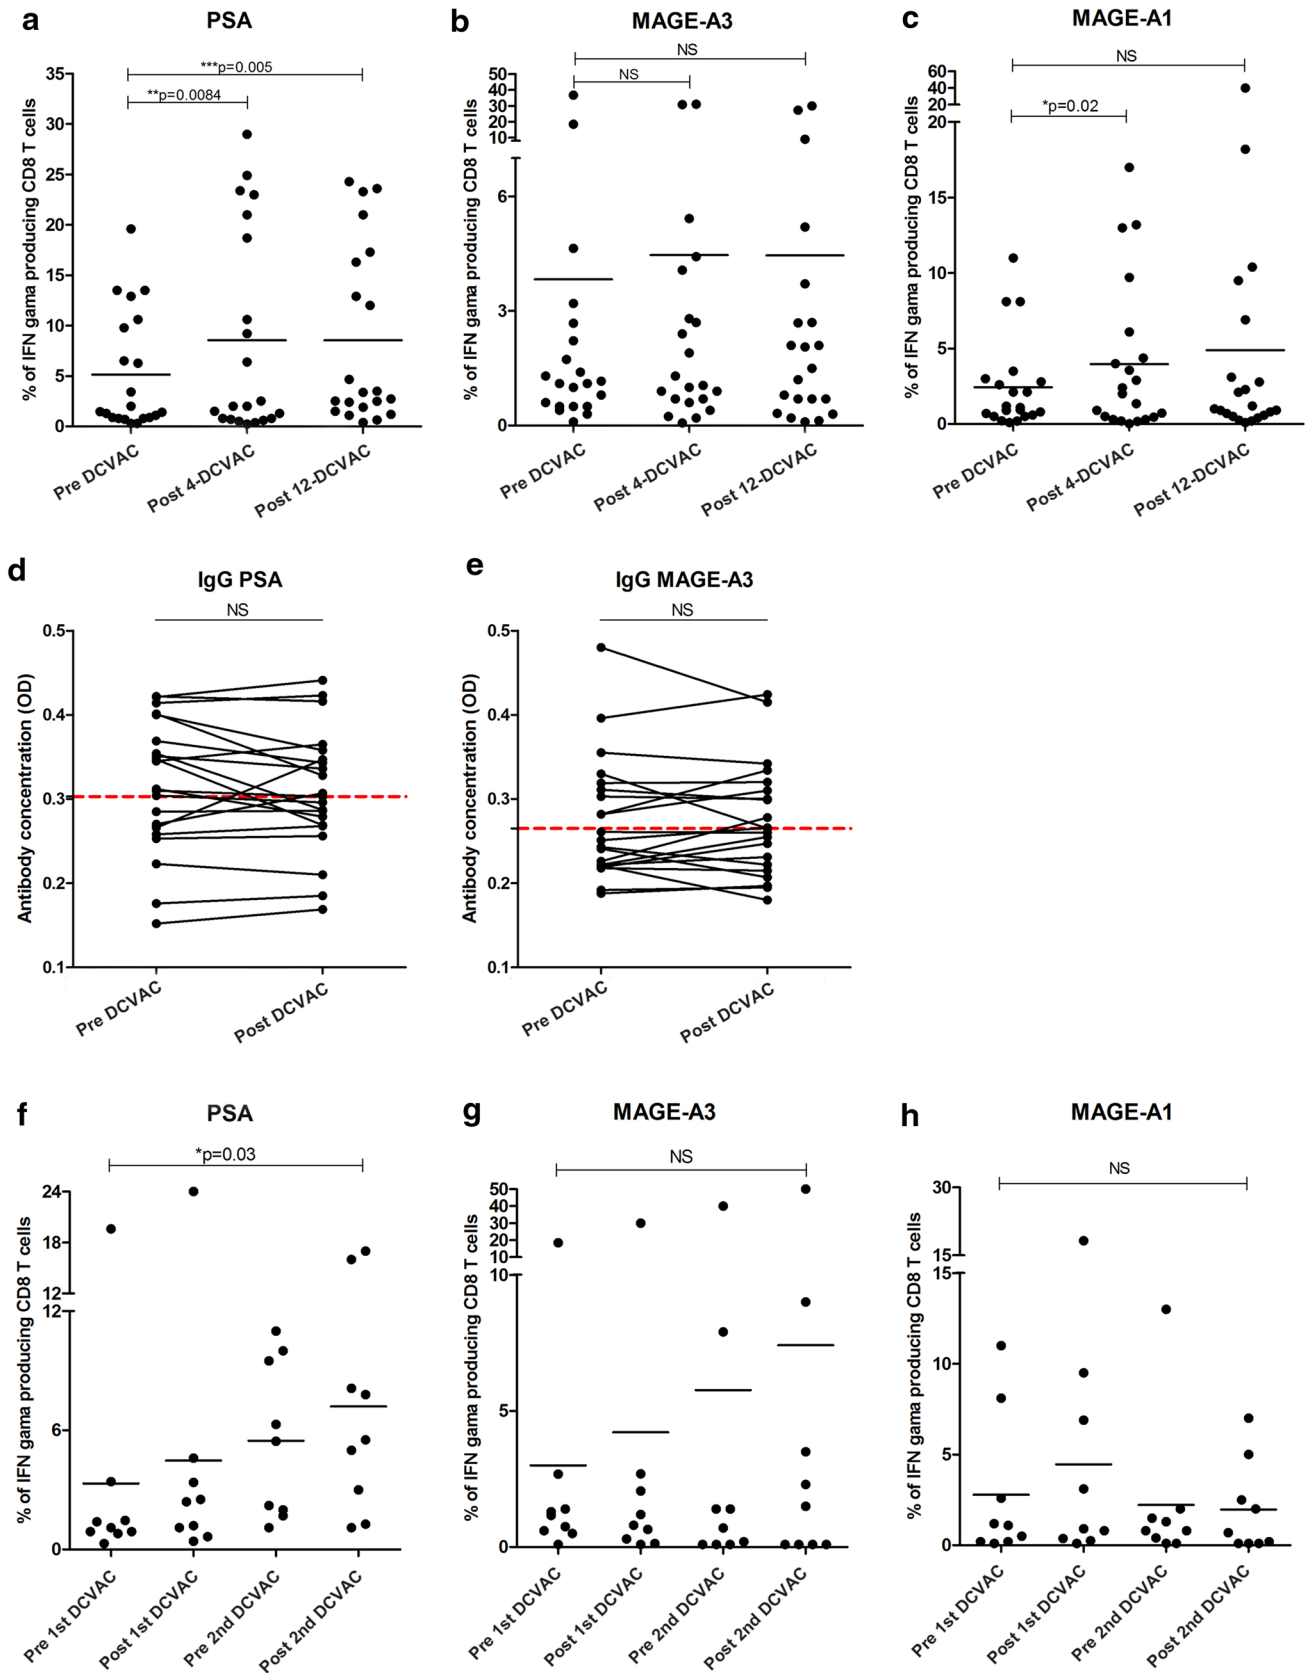 a
PSA
***p=0.005
**p=0.0084
35
30
25
20
15
10
5
0
% of IFN gama producing CD8 T cells
Pre DCVAC
Post 4-DCVAC
Post 12-DCVAC
b
MAGE-A3
NS
NS
50
40
30
20
10
6
3
0
% of IFN gama producing CD8 T cells
Pre DCVAC
Post 4-DCVAC
Post 12-DCVAC
c
MAGE-A1
NS
*p=0.02
60
40
20
20
15
10
5
0
% of IFN gama producing CD8 T cells
Pre DCVAC
Post 4-DCVAC
Post 12-DCVAC
d
IgG PSA
NS
0.5
0.4
0.3
0.2
0.1
Antibody concentration (OD)
Pre DCVAC
Post DCVAC
e
IgG MAGE-A3
NS
0.5
0.4
0.3
0.2
0.1
Antibody concentration (OD)
Pre DCVAC
Post DCVAC
f
PSA
*p=0.03
24
18
12
12
6
0
% of IFN gama producing CD8 T cells
Pre 1st DCVAC
Post 1st DCVAC
Pre 2nd DCVAC
Post 2nd DCVAC
g
MAGE-A3
NS
50
40
30
20
10
10
5
0
% of IFN gama producing CD8 T cells
Pre 1st DCVAC
Post 1st DCVAC
Pre 2nd DCVAC
Post 2nd DCVAC
h
MAGE-A1
NS
30
15
15
10
5
0
% of IFN gama producing CD8 T cells
Pre 1st DCVAC
Post 1st DCVAC
Pre 2nd DCVAC
Post 2nd DCVAC